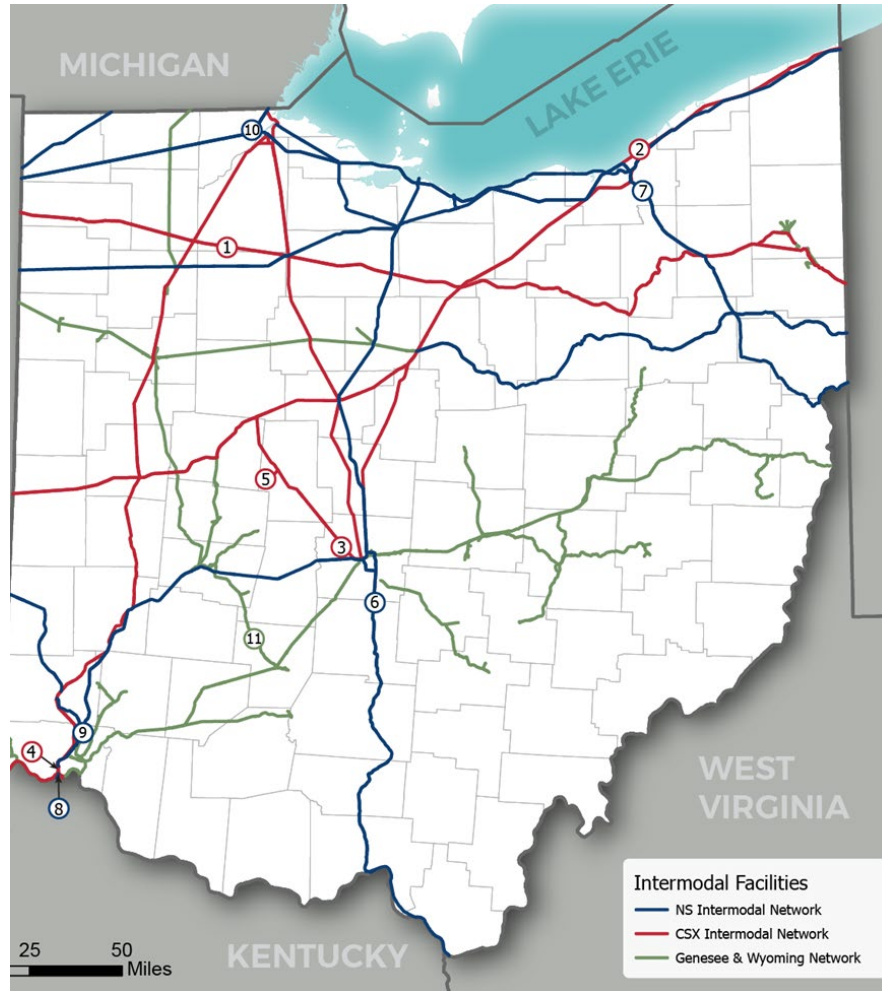 MICHIGAN
LAKE ERIE
10
2
7
1
5
3
6
11
9
4
8
WEST
VIRGINIA
KENTUCKY
25 50
Miles
Intermodal Facilities
NS Intermodal Network
CSX Intermodal Network
Genesee & Wyoming Network